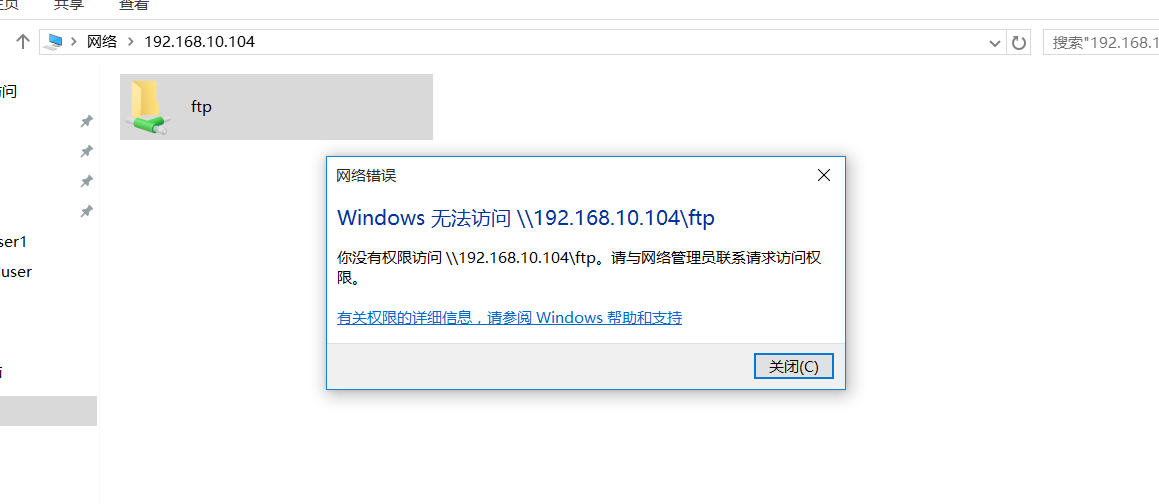 共享
查看
网络 192.168.10.104
搜索"192.168.1
ftp
网络错误
Windows 无法访问 \\192.168.10.104\ftp
你没有权限访问 \\192.168.10.104\ftp。请与网络管理员联系请求访问权
限。
ser1
user
有关权限的详细信息，请参阅 Windows 帮助和支持
关闭(C)